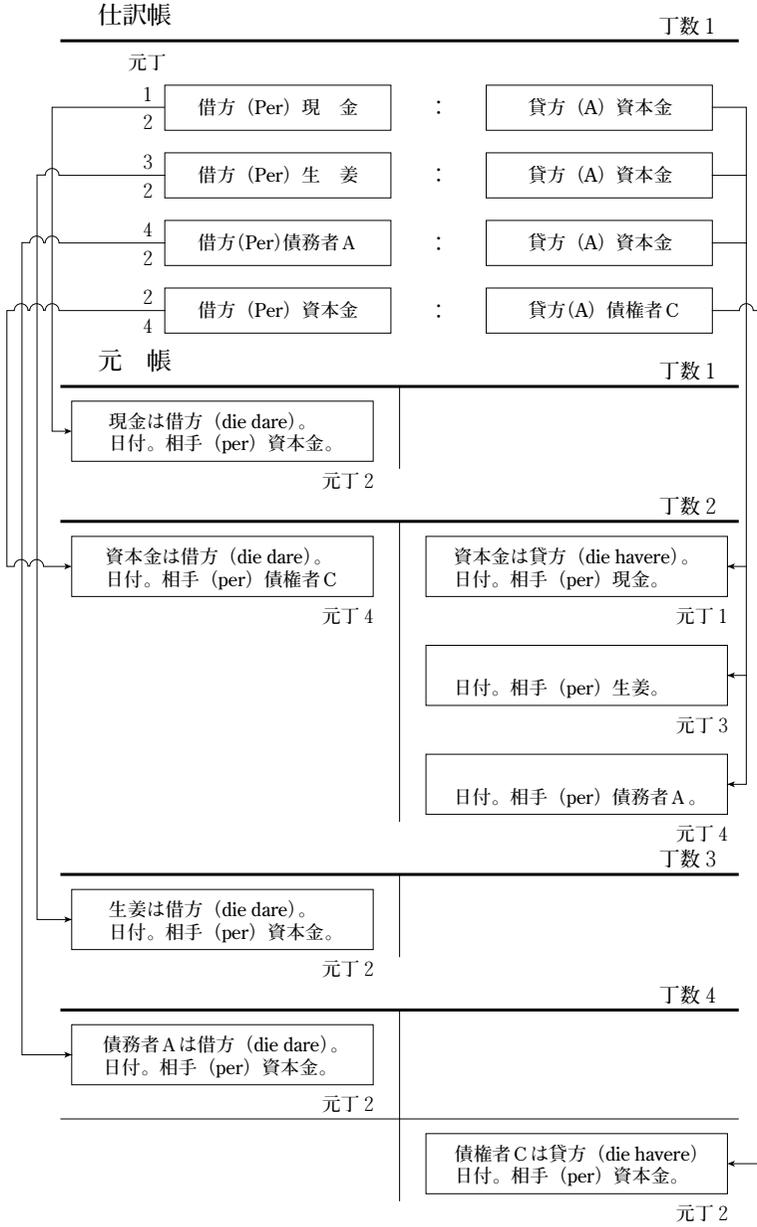 仕訳帳
丁数 1
元丁
1
2
借方（Per）現　金　：　貸方（A）資本金
3
2
借方（Per）生　姜　：　貸方（A）資本金
4
2
借方(Per)債務者A　：　貸方（A）資本金
2
4
借方（Per）資本金　：　貸方(A) 債権者C
元　帳
丁数 1
現金は借方（die dare）。
日付。相手（per）資本金。
元丁 2
丁数 2
資本金は借方（die dare）。
日付。相手（per）債権者C
元丁 4
資本金は貸方（die havere）。
日付。相手（per）現金。
元丁 1
日付。相手（per）生姜。
元丁 3
日付。相手（per）債務者A。
元丁 4
丁数 3
生姜は借方（die dare）。
日付。相手（per）資本金。
元丁 2
丁数 4
債務者Aは借方（die dare）。
日付。相手（per）資本金。
元丁 2
債権者Cは貸方（die havere）
日付。相手（per）資本金。
元丁 2